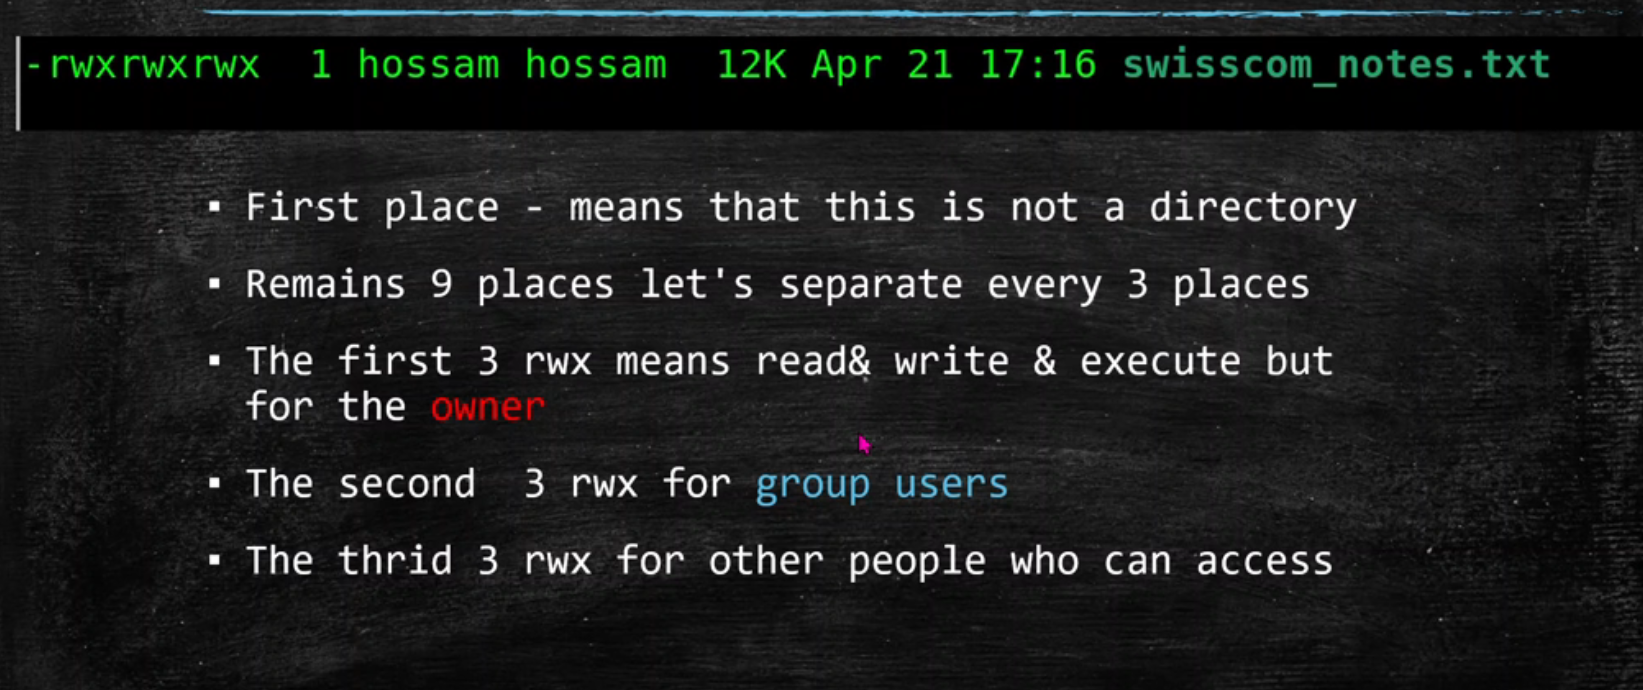 -rwxrwxrwx  1 hossam hossam  12K Apr 21 17:16 swisscom_notes.txt
▪ First place - means that this is not a directory
▪ Remains 9 places let's separate every 3 places
▪ The first 3 rwx means read& write & execute but
for the owner
▪ The second  3 rwx for group users
▪ The thrid 3 rwx for other people who can access